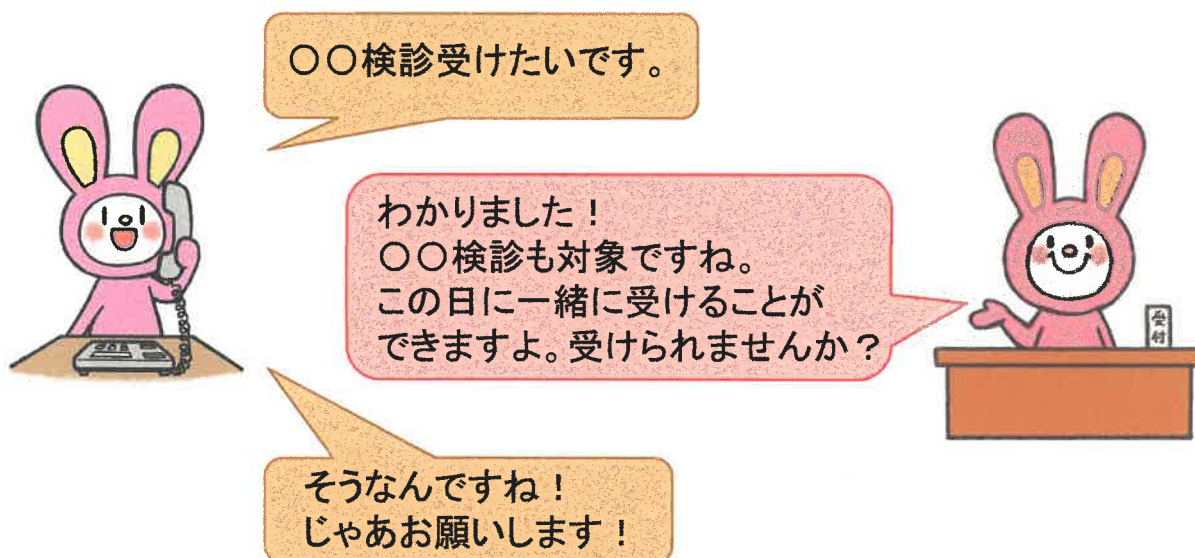 ○○検診受けたいです。
わかりました！
○○検診も対象ですね。
この日に一緒に受けることが
できますよ。受けられませんか？
受付
そうなんですね！
じゃあお願いします！